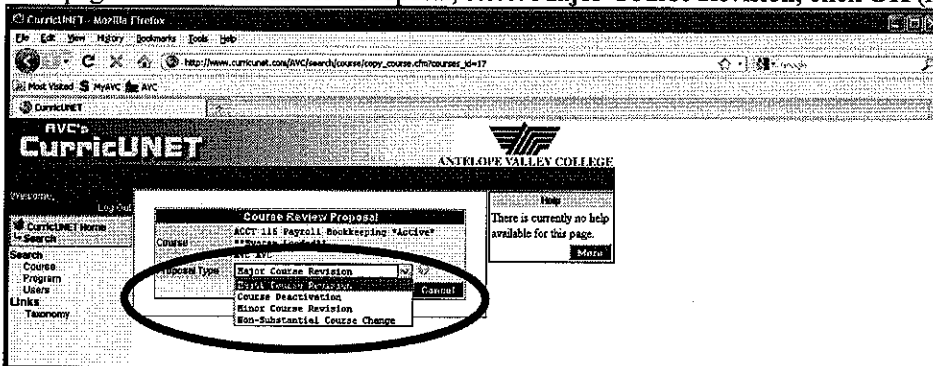 CurricUNET - Mozilla Firefox
File Edit View History Bookmarks Tools Help
http://www.curricunet.com/AVC/search/course/copy_course.cfm?courses_id=17
Most Visited MyAVC AVC
CurricUNET
AVC's
CurricUNET
ANTELOPE VALLEY COLLEGE
Welcome,
Log Out
CurricUNET Home
Search
Search
Course
Program
Users
Links
Taxonomy
Course Review Proposal
Course
ACCT 115 Payroll Bookkeeping *Active*
Proposal Type Major Course Revision
Major Course Revision
Course Deactivation
Minor Course Revision
Non-Substantial Course Change
Cancel
Help
There is currently no help
available for this page.
More